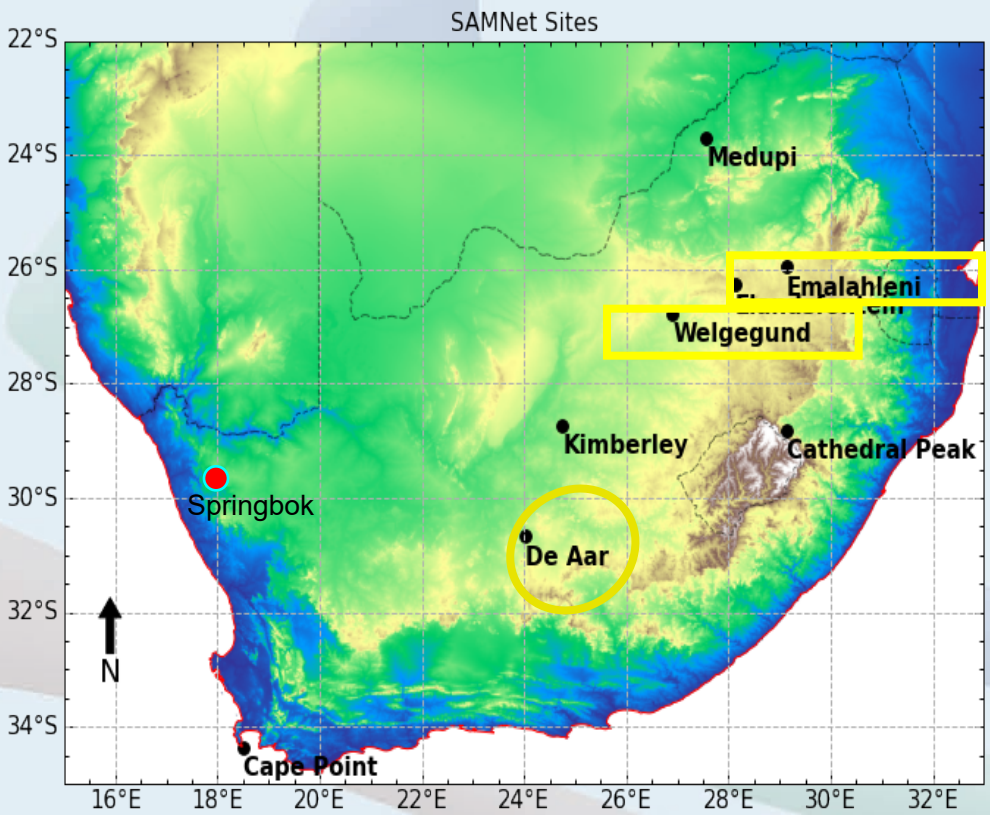 SAMNet Sites
22°S
24°S
26°S
28°S
30°S
32°S
34°S
Medupi
Emalahleni
Welgegund
Kimberley
Cathedral Peak
Springbok
De Aar
N
Cape Point
16°E
18°E
20°E
22°E
24°E
26°E
28°E
30°E
32°E